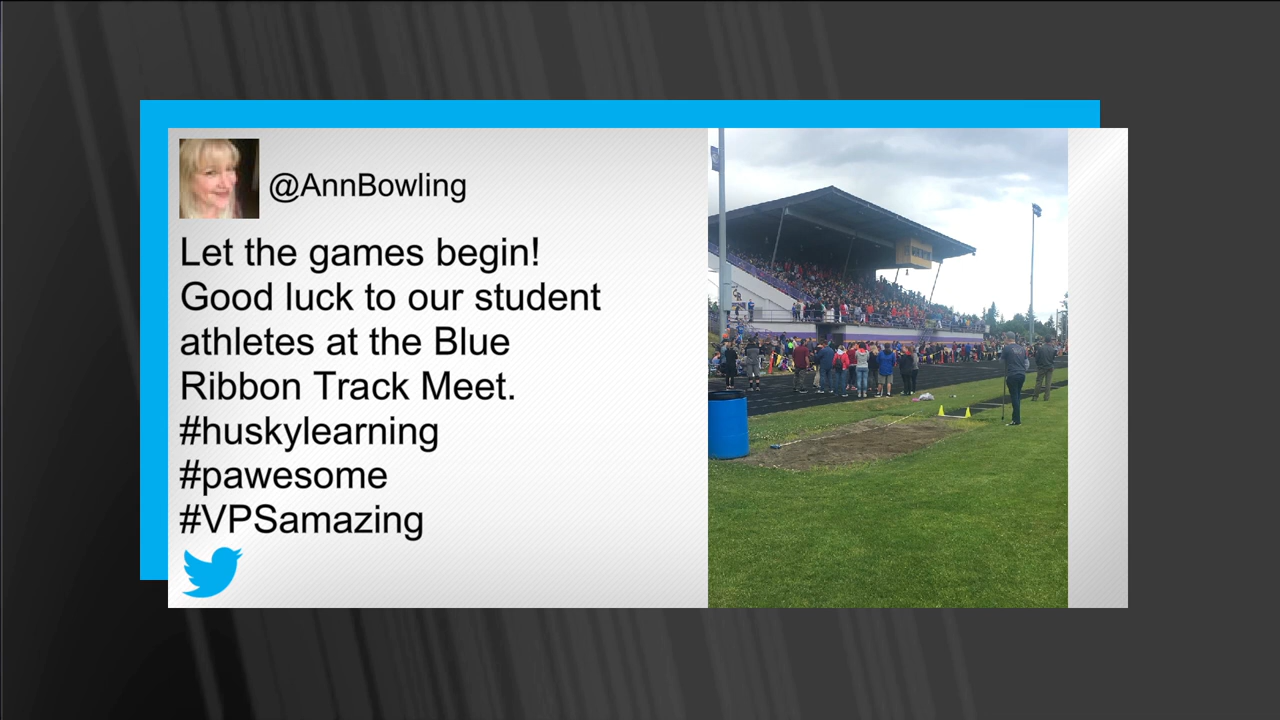 @AnnBowling
Let the games begin!
Good luck to our student
athletes at the Blue
Ribbon Track Meet.
#huskylearning
#pawesome
#VPSamazing